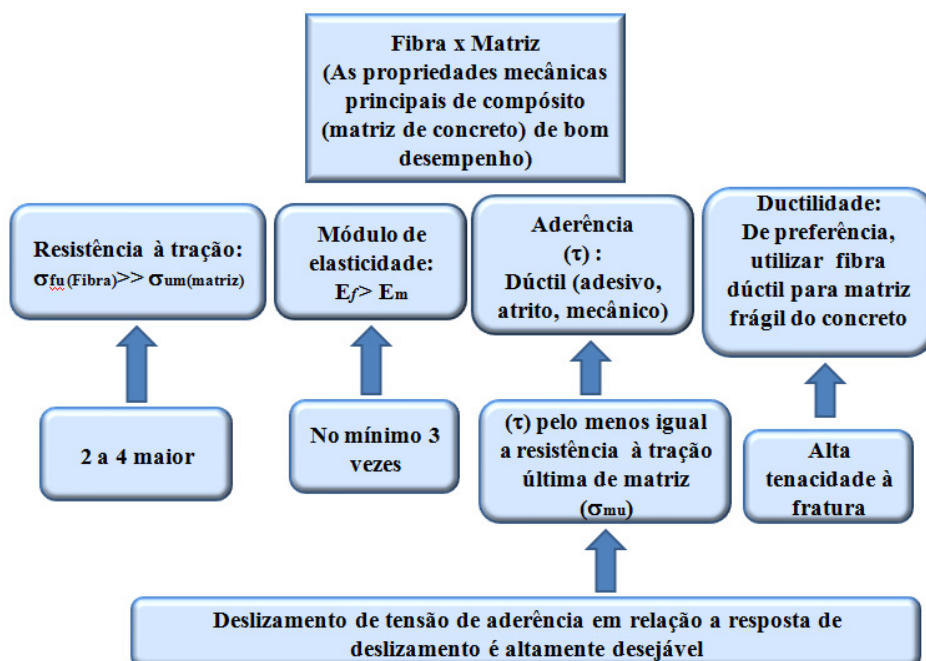 Fibra x Matriz
(As propriedades mecânicas
principais de compósito
(matriz de concreto) de bom
desempenho)
Resistência à tração:
σfu (Fibra)>> σum(matriz)
Módulo de
elasticidade:
Ef> Em
Aderência
(τ) :
Dúctil (adesivo,
atrito, mecânico)
Ductilidade:
De preferência,
utilizar fibra
dúctil para matriz
frágil do concreto
2 a 4 maior
No mínimo 3
vezes
(τ) pelo menos igual
a resistência à tração
última de matriz
(σmu)
Alta
tenacidade à
fratura
Deslizamento de tensão de aderência em relação a resposta de
deslizamento é altamente desejável